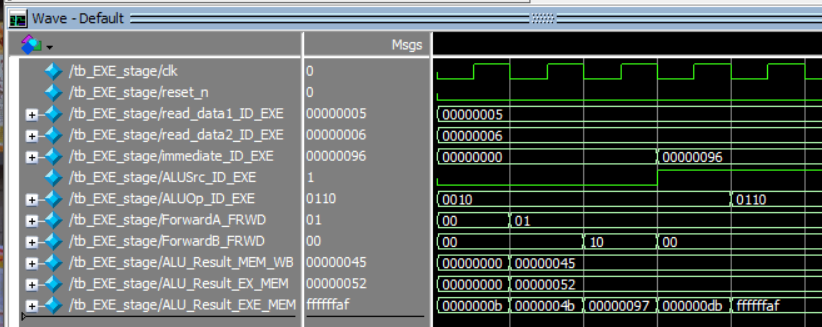 Wave - Default
Msgs
/tb_EXE_stage/clk 0
/tb_EXE_stage/reset_n 0
/tb_EXE_stage/read_data1_ID_EXE 00000005 00000005
/tb_EXE_stage/read_data2_ID_EXE 00000006 00000006
/tb_EXE_stage/immediate_ID_EXE 00000096 00000000 00000096
/tb_EXE_stage/ALUSrc_ID_EXE 1
/tb_EXE_stage/ALUOp_ID_EXE 0110 0010 0110
/tb_EXE_stage/ForwardA_FRWD 01 00 01
/tb_EXE_stage/ForwardB_FRWD 00 00 10 00
/tb_EXE_stage/ALU_Result_MEM_WB 00000045 00000000 00000045
/tb_EXE_stage/ALU_Result_EX_MEM 00000052 00000000 00000052
/tb_EXE_stage/ALU_Result_EXE_MEM ffffffaf 0000000b 0000004b 00000097 000000db ffffffaf